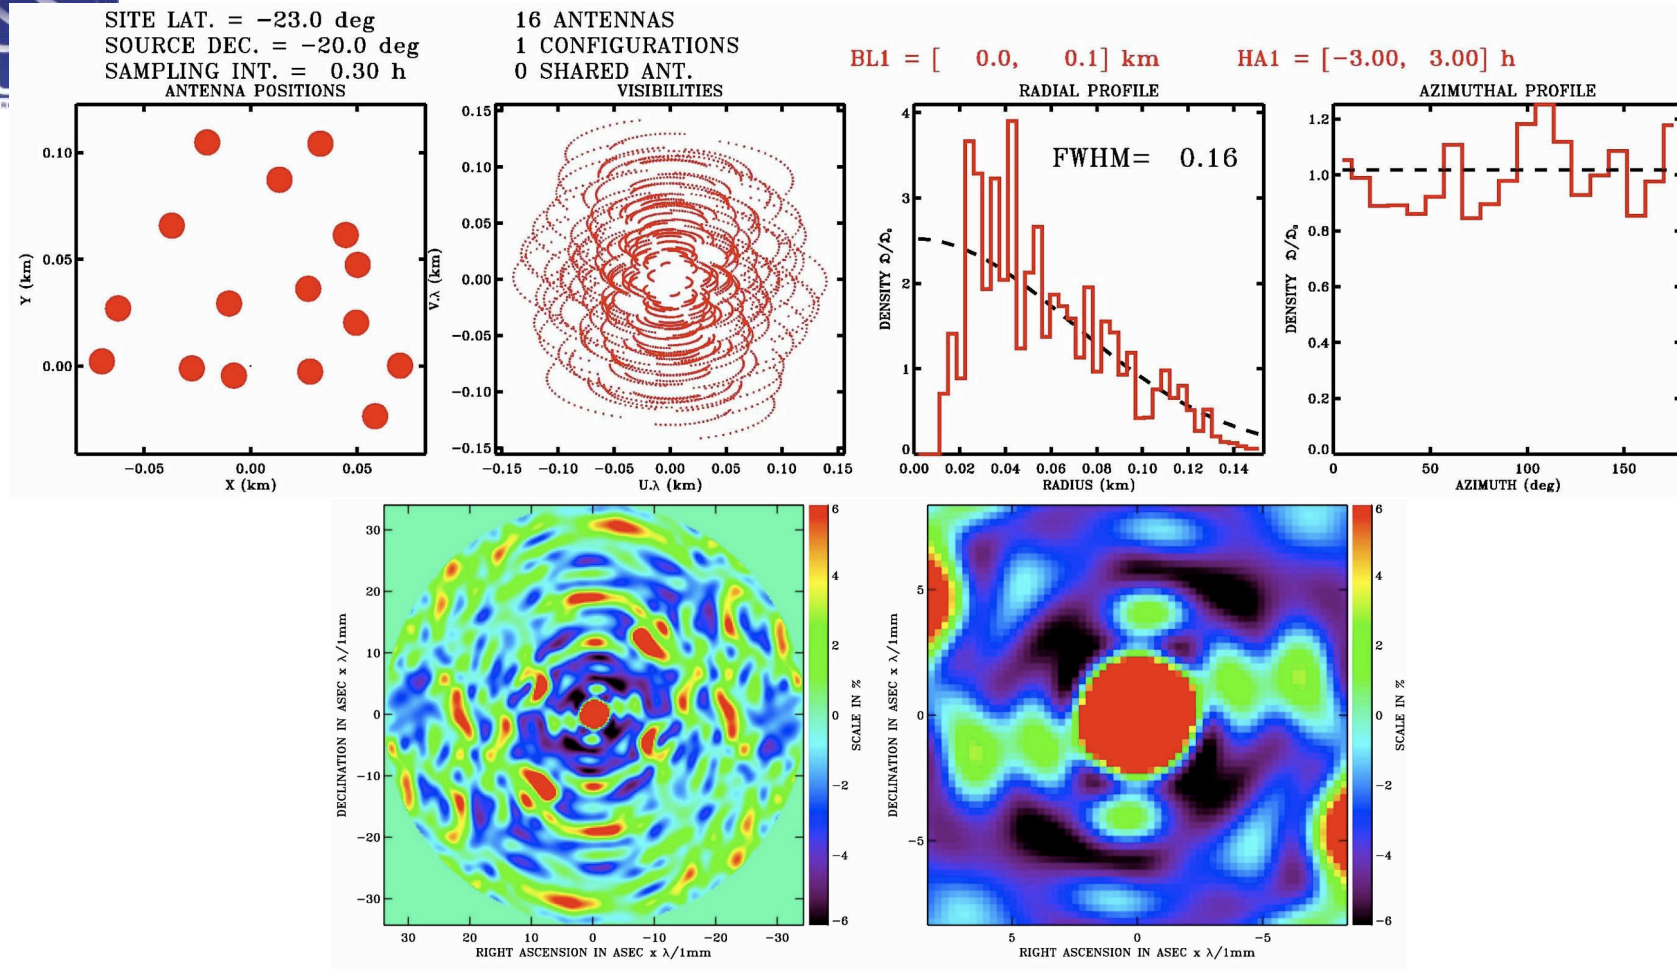 SITE LAT. = −23.0 deg
SOURCE DEC. = −20.0 deg
SAMPLING INT. = 0.30 h
16 ANTENNAS
1 CONFIGURATIONS
0 SHARED ANT.
BL1 = [ 0.0, 0.1] km
HA1 = [−3.00, 3.00] h
ANTENNA POSITIONS
0.10
0.05
0.00
Y (km)
−0.05 0.00 0.05
X (km)
VISIBILITIES
0.15
0.10
0.05
0.00
−0.05
−0.10
−0.15
V.λ (km)
−0.15 −0.10 −0.05 0.00 0.05 0.10 0.15
U.λ (km)
RADIAL PROFILE
FWHM= 0.16
4
3
2
1
0
0.00 0.02 0.04 0.06 0.08 0.10 0.12 0.14
RADIUS (km)
AZIMUTHAL PROFILE
1.2
1.0
0.8
0.6
0.4
0.2
0.0
0 50 100 150
AZIMUTH (deg)
30
20
10
0
−10
−20
−30
DECLINATION IN ASEC x λ/1mm
30 20 10 0 −10 −20 −30
RIGHT ASCENSION IN ASEC x λ/1mm
6
4
2
0
−2
−4
−6
SCALE IN %
5
0
−5
DECLINATION IN ASEC x λ/1mm
5 0 −5
RIGHT ASCENSION IN ASEC x λ/1mm
6
4
2
0
−2
−4
−6
SCALE IN %